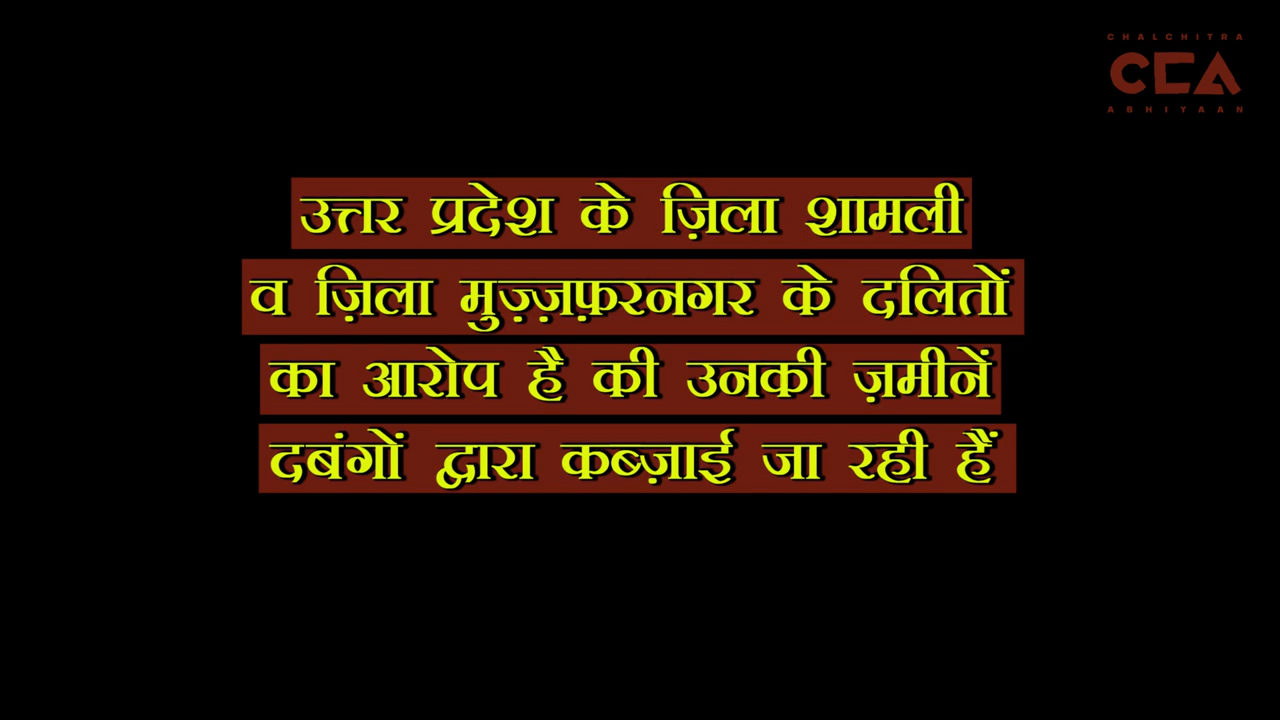 CHALCHITRA
CCA
ABHIYAAN
उत्तर प्रदेश के ज़िला शामली
व ज़िला मुज़्ज़फ़रनगर के दलितों
का आरोप है की उनकी ज़मीनें
दबंगों द्वारा कब्ज़ाई जा रही हैं